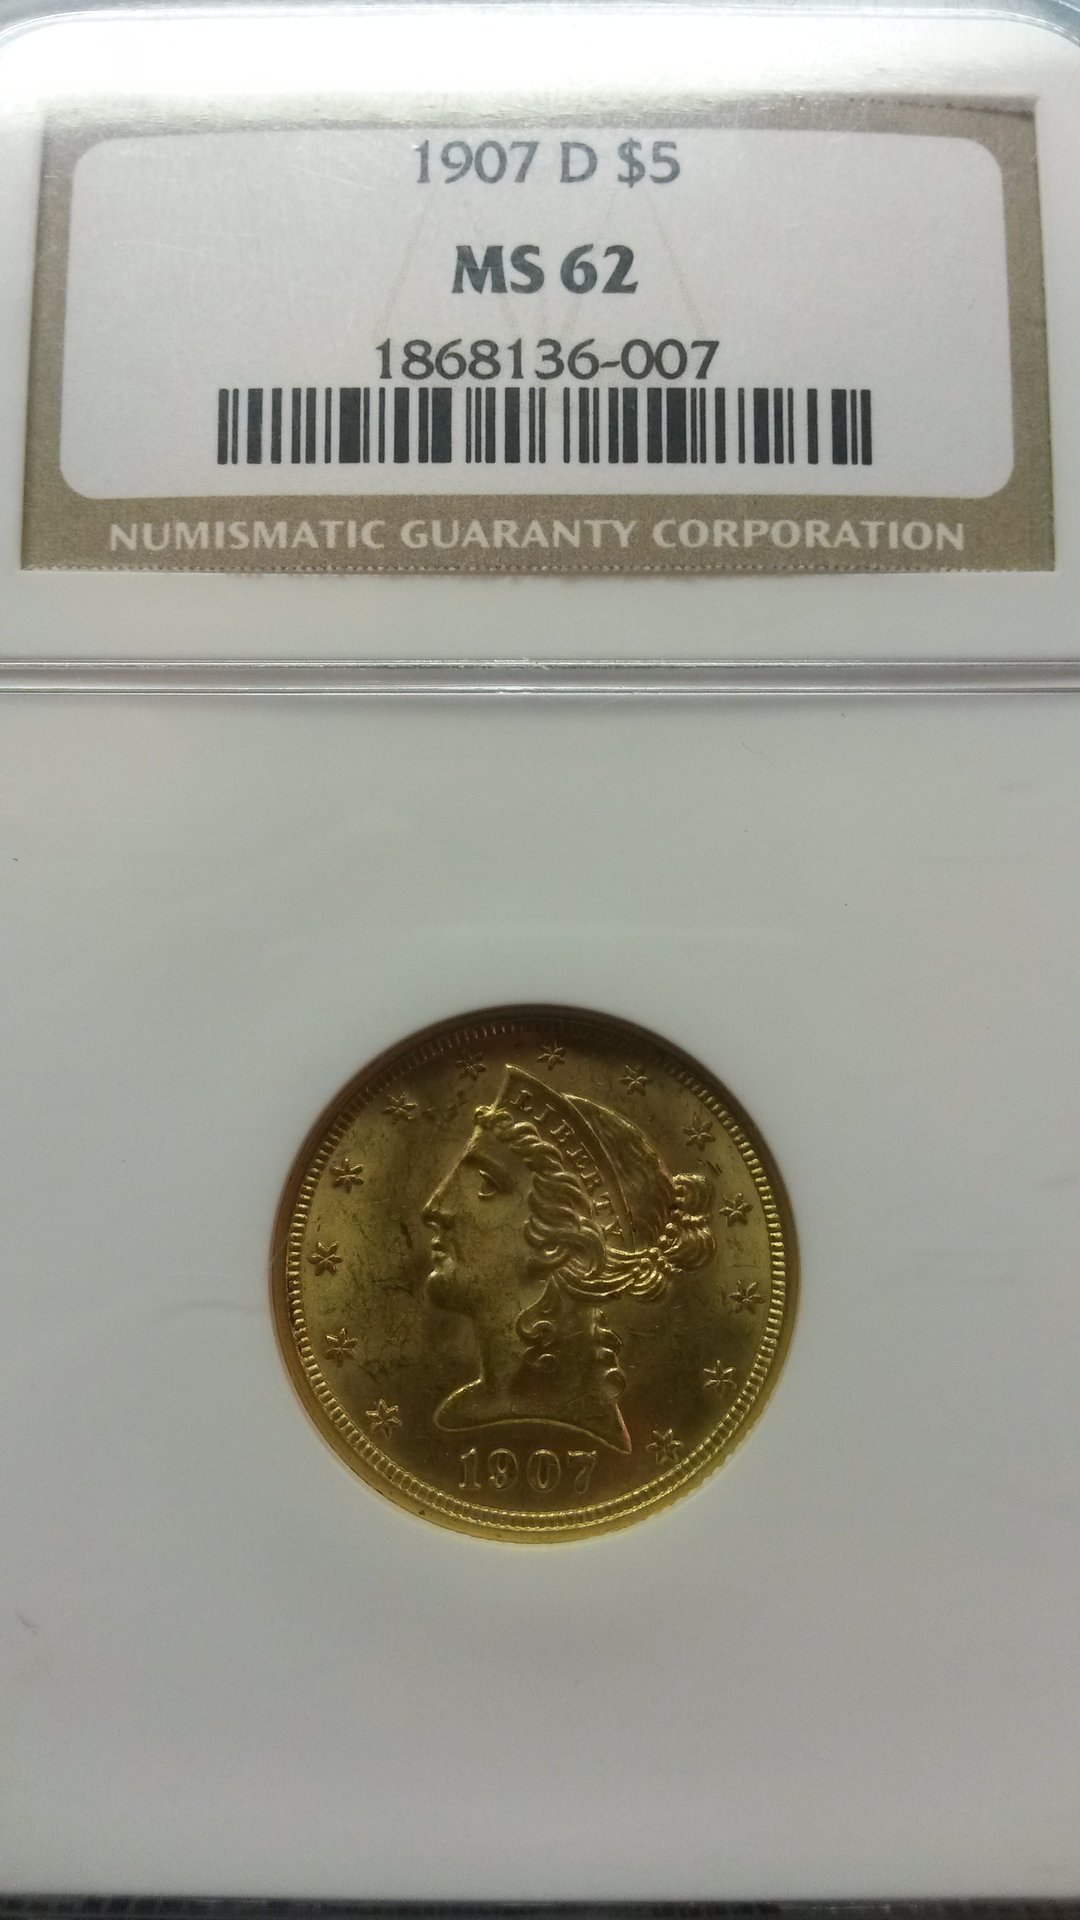 1907 D $5
MS 62
1868136-007
NUMISMATIC GUARANTY CORPORATION
LIBERTY
1907